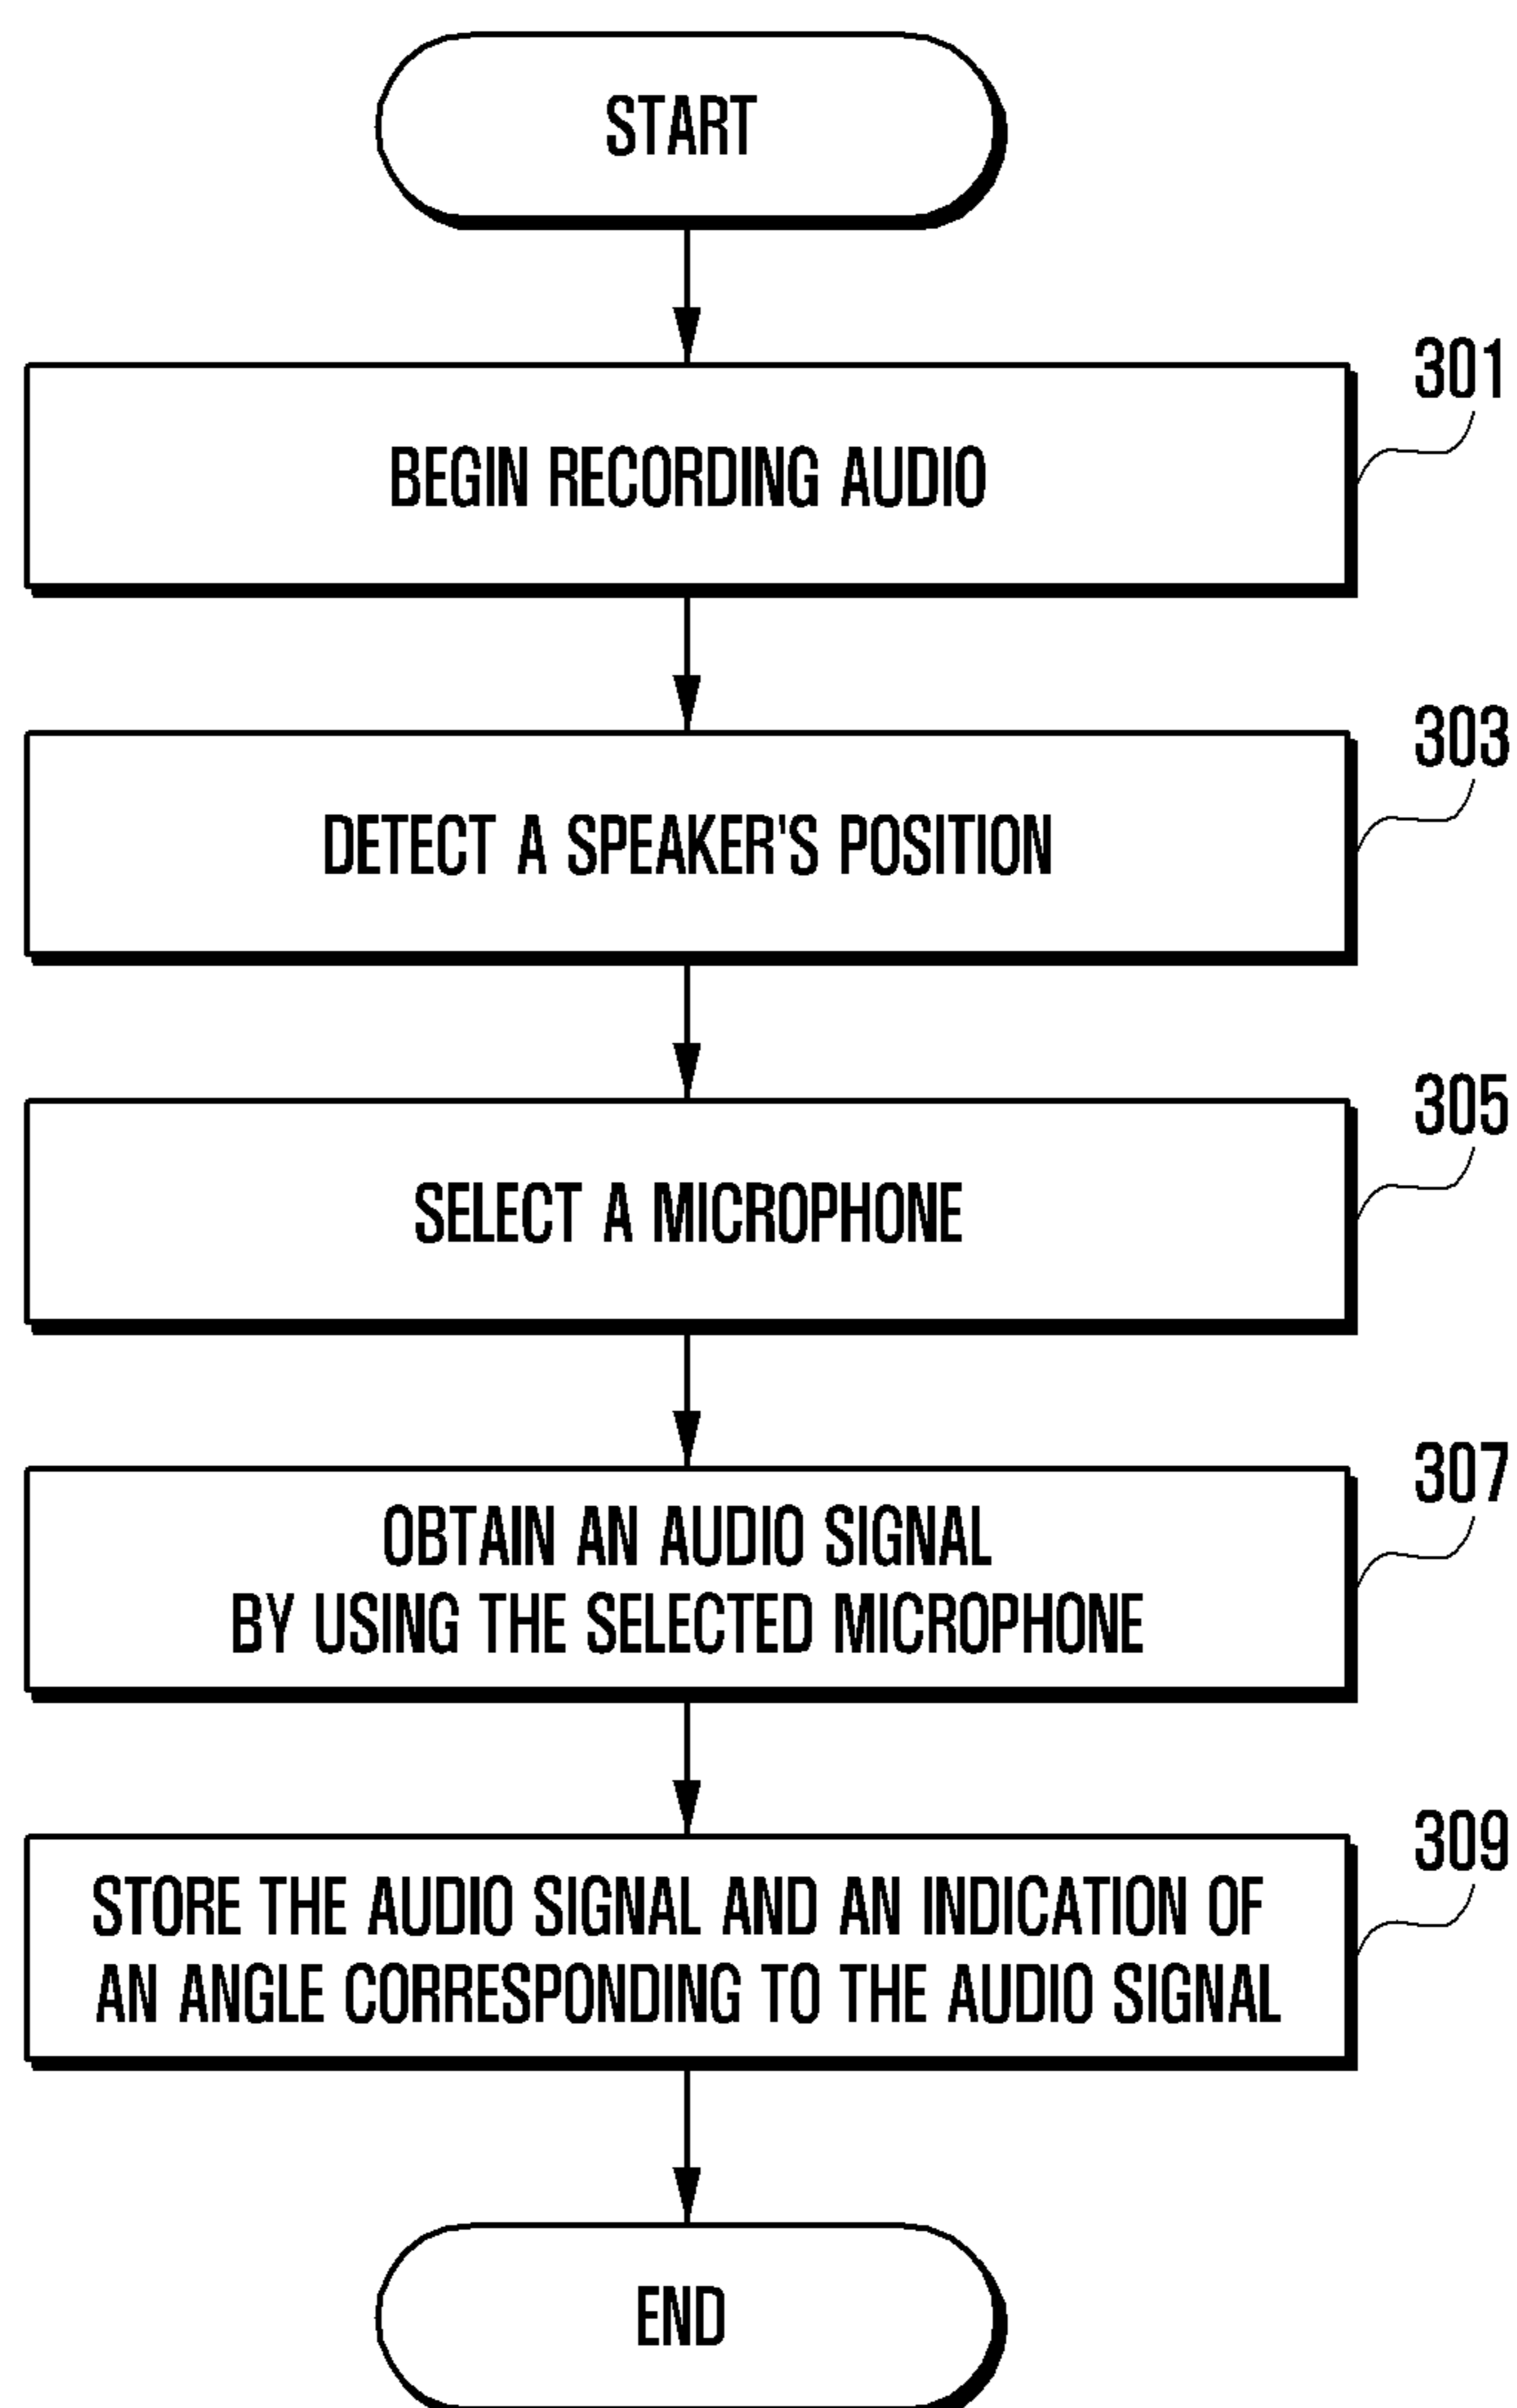 START
301
BEGIN RECORDING AUDIO
303
DETECT A SPEAKER'S POSITION
305
SELECT A MICROPHONE
307
OBTAIN AN AUDIO SIGNAL
BY USING THE SELECTED MICROPHONE
309
STORE THE AUDIO SIGNAL AND AN INDICATION OF
AN ANGLE CORRESPONDING TO THE AUDIO SIGNAL
END